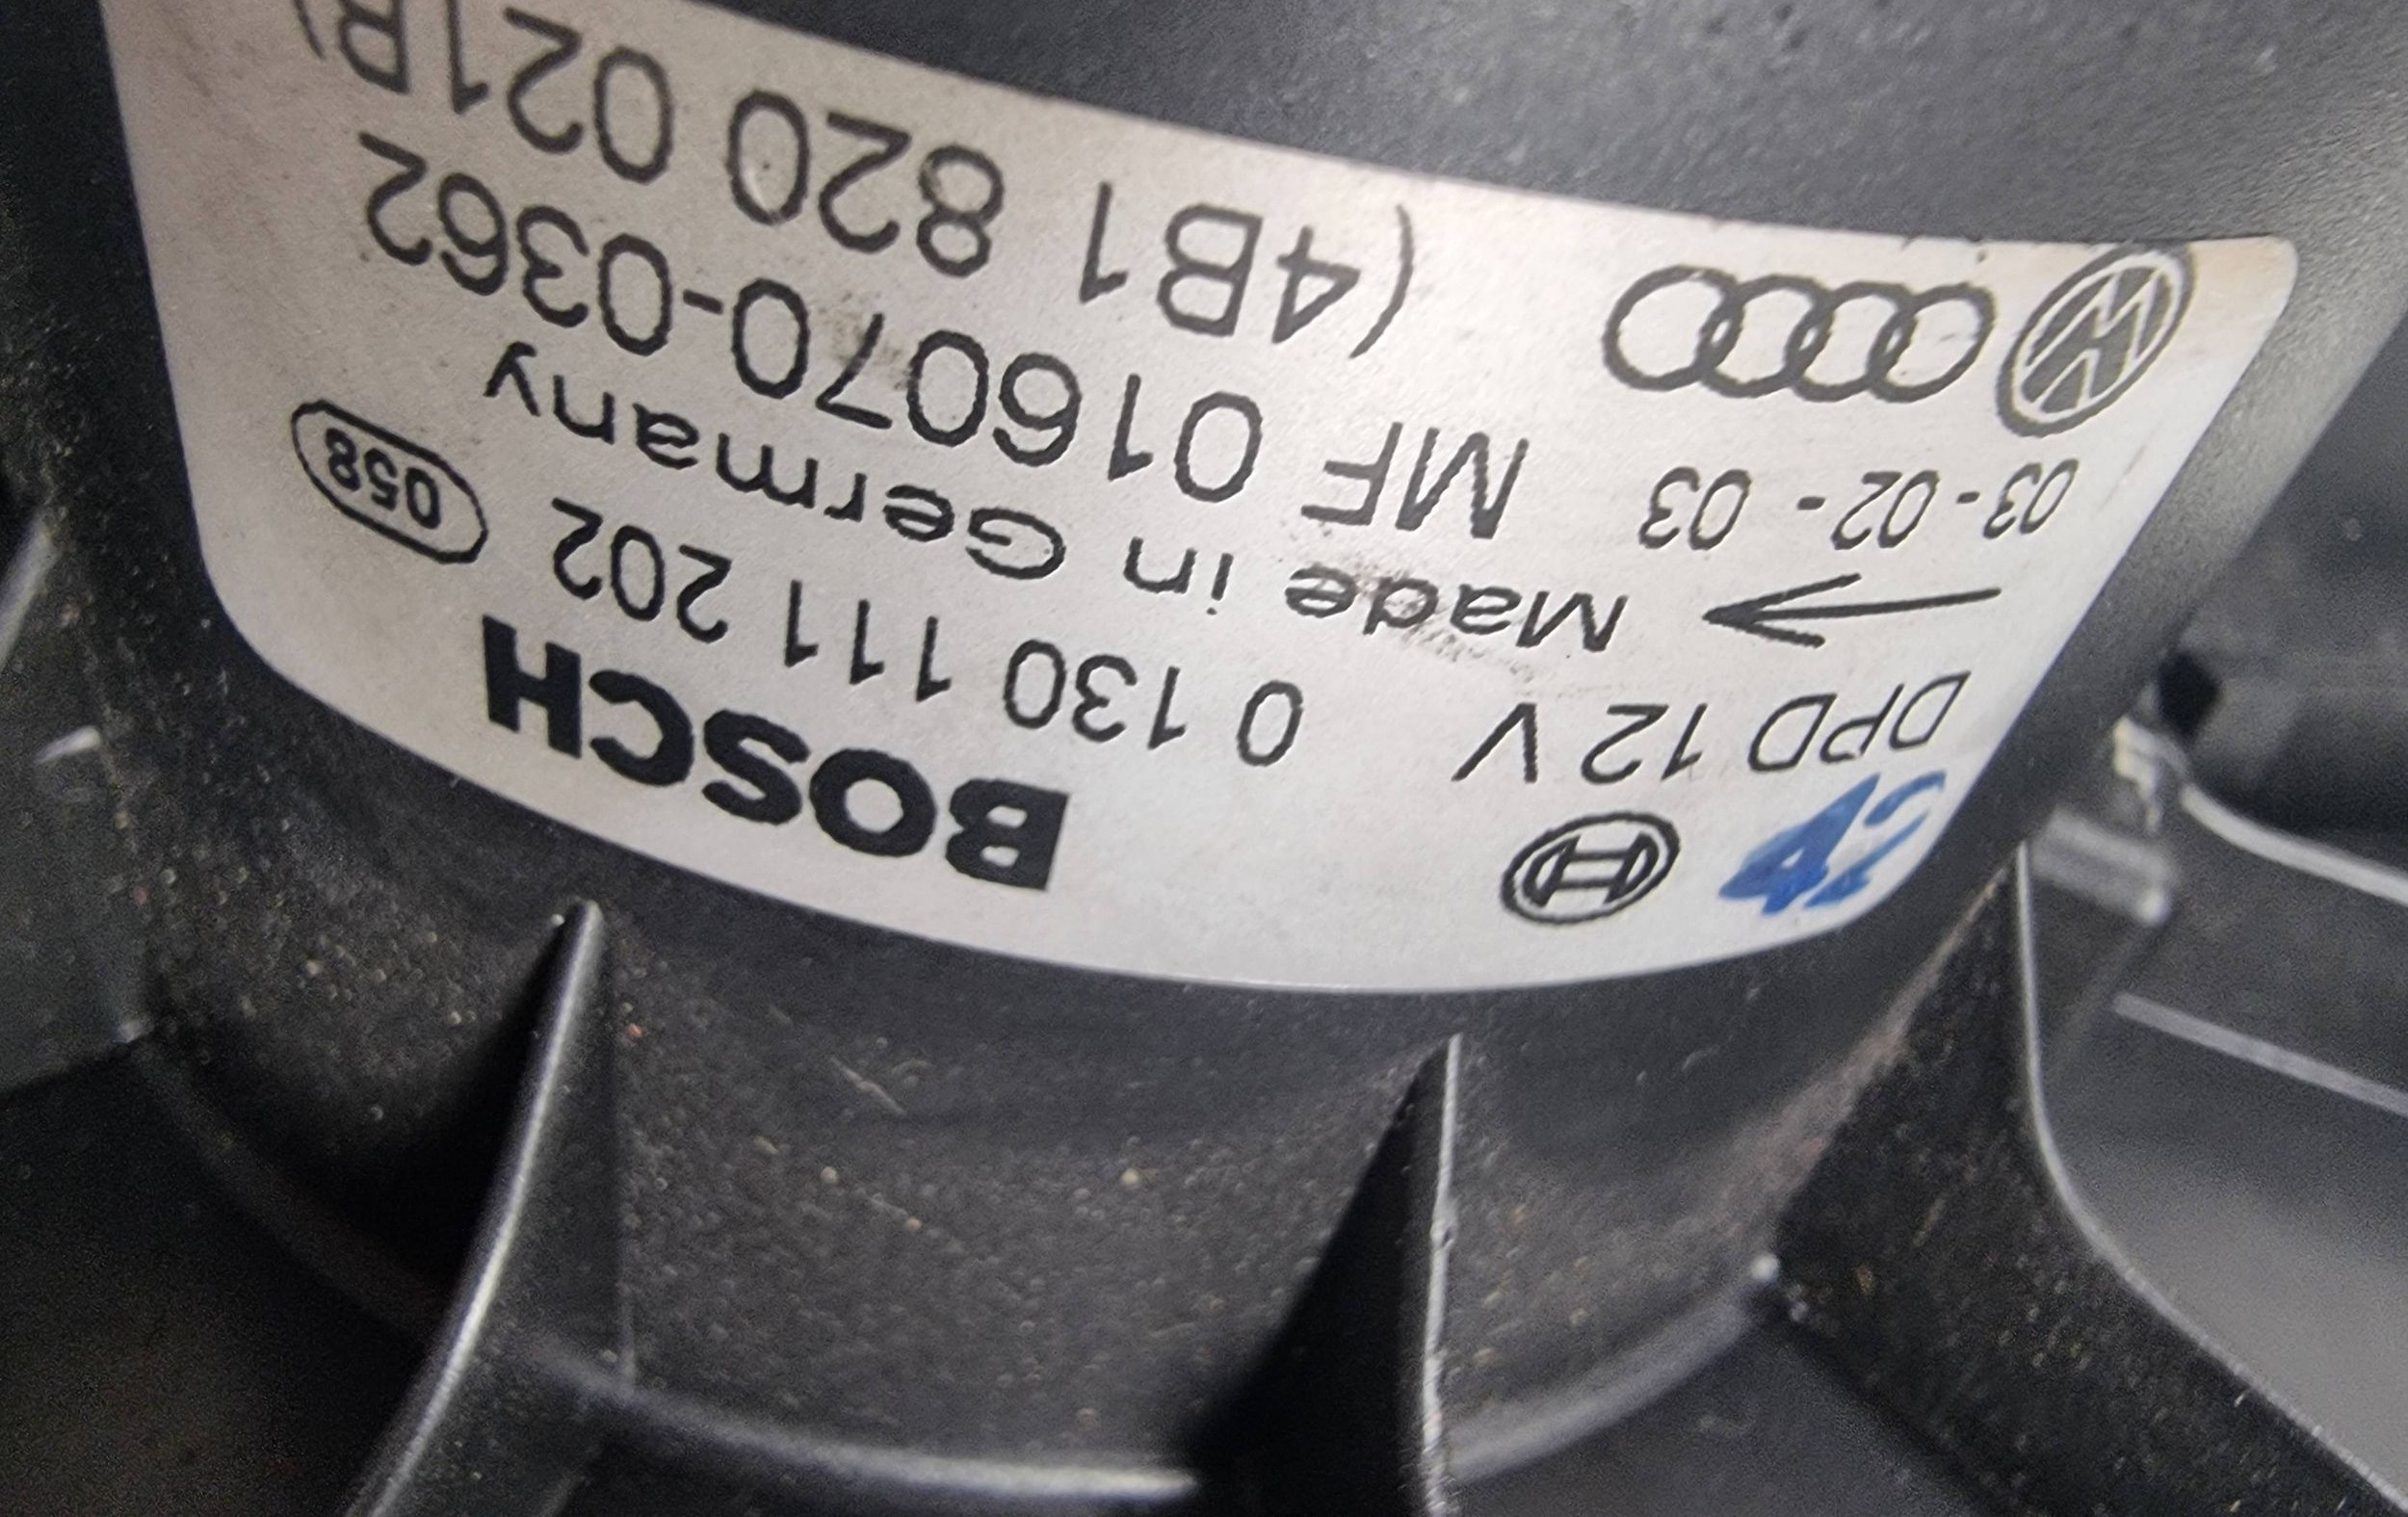 42 BOSCH
DPD 12 V 0 130 111 202 058
Made in Germany
03 - 02 - 03 MF 016070-0362
(4B1 820 021B)